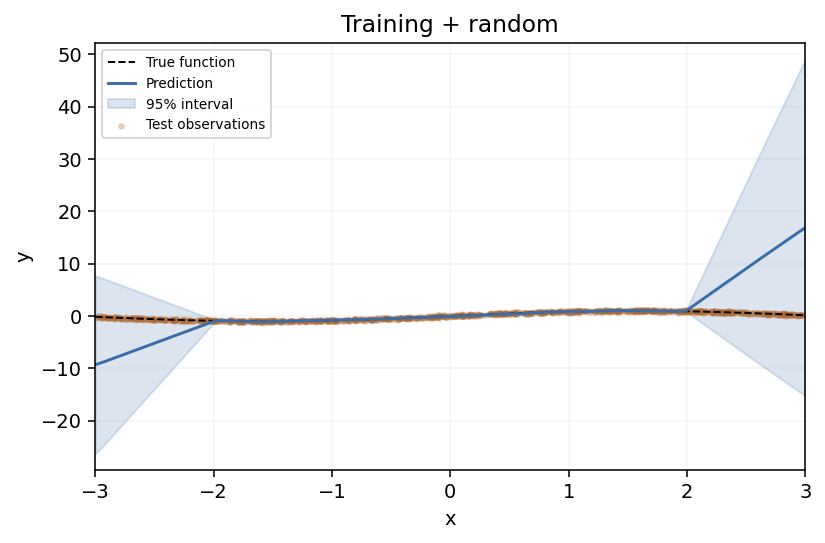 Training + random
50
40
30
20
10
0
−10
−20
y
True function
Prediction
95% interval
Test observations
−3
−2
−1
0
1
2
3
x